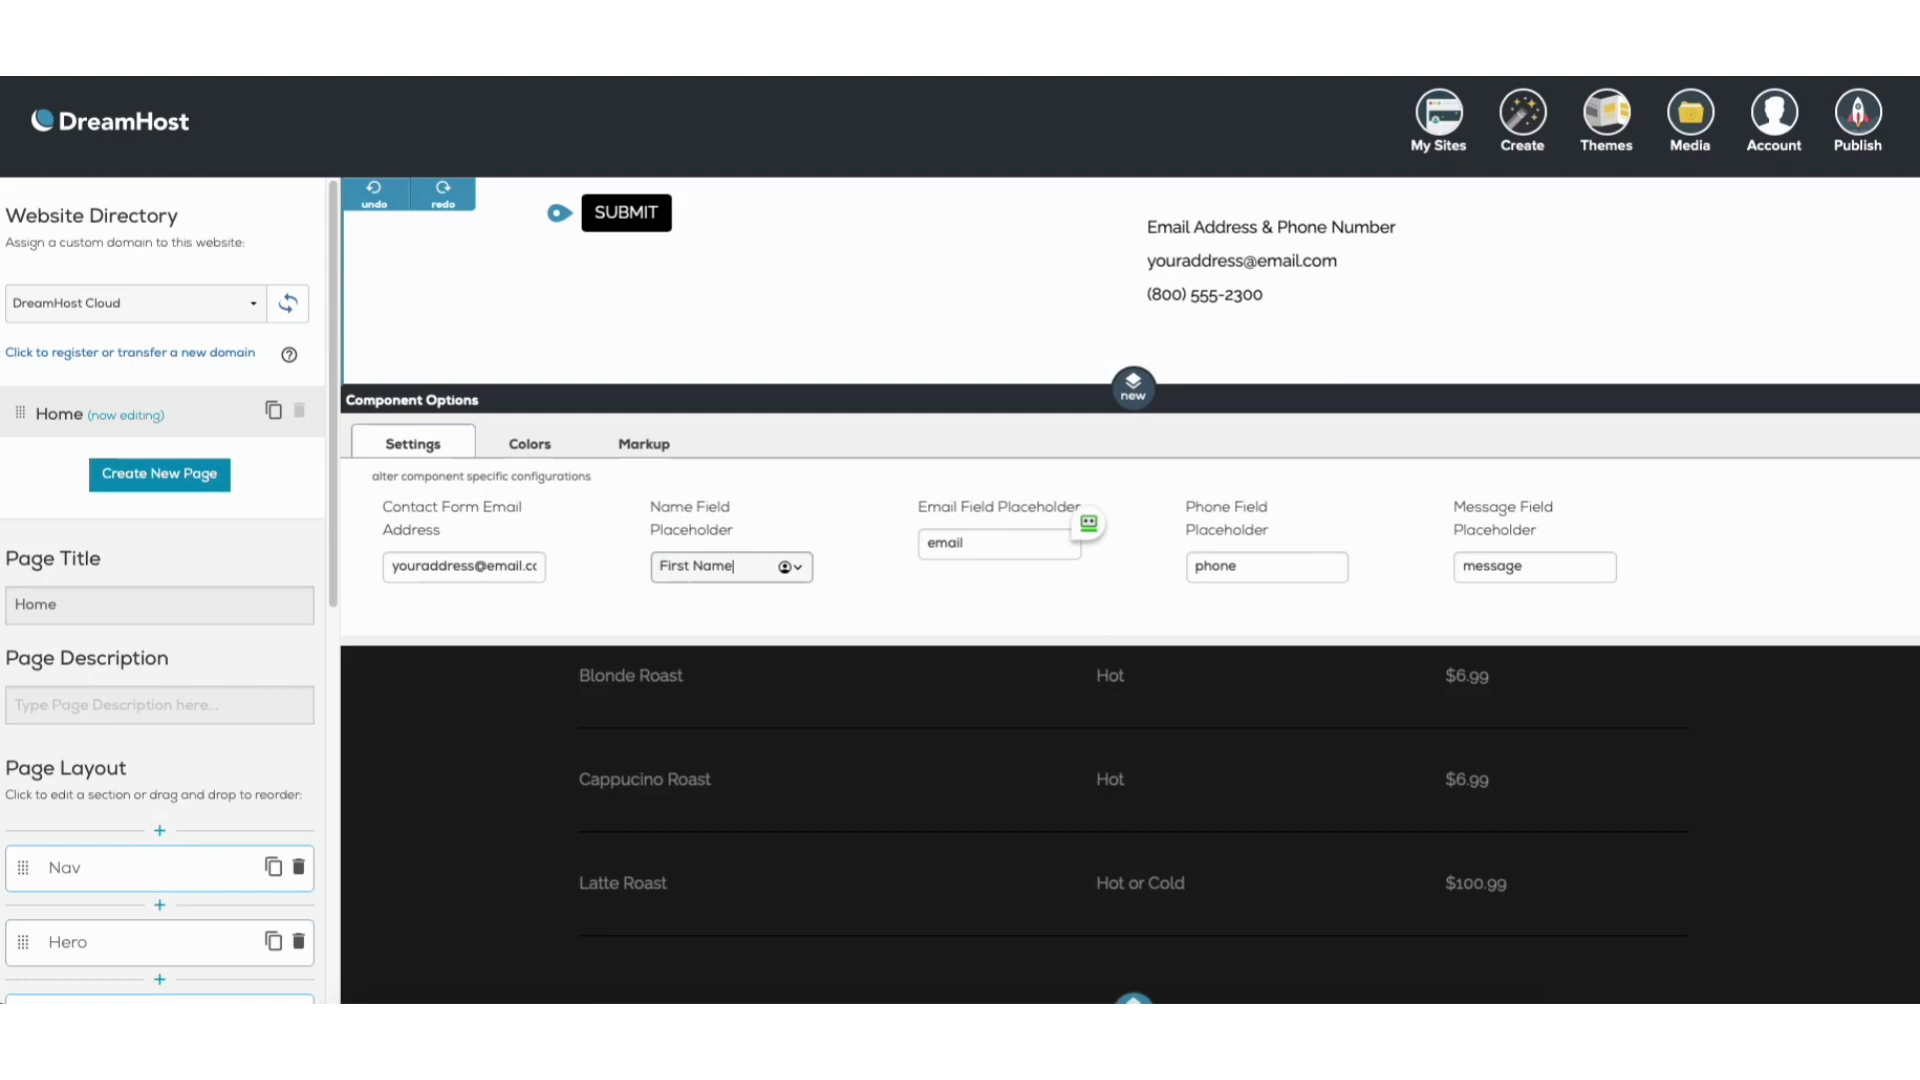 DreamHost
My Sites
Create
Themes
Media
Account
Publish
Website Directory
Assign a custom domain to this website:
DreamHost Cloud
Click to register or transfer a new domain
Home (now editing)
Create New Page
Page Title
Home
Page Description
Type Page Description here...
Page Layout
Click to edit a section or drag and drop to reorder:
Nav
Hero
undo
redo
SUBMIT
Email Address & Phone Number
youraddress@email.com
(800) 555-2300
new
Component Options
Settings
Colors
Markup
alter component specific configurations
Contact Form Email
Address
youraddress@email.cc
Name Field
Placeholder
First Name
Email Field Placeholder
email
Phone Field
Placeholder
phone
Message Field
Placeholder
message
Blonde Roast Hot $6.99
Cappucino Roast Hot $6.99
Latte Roast Hot or Cold $100.99